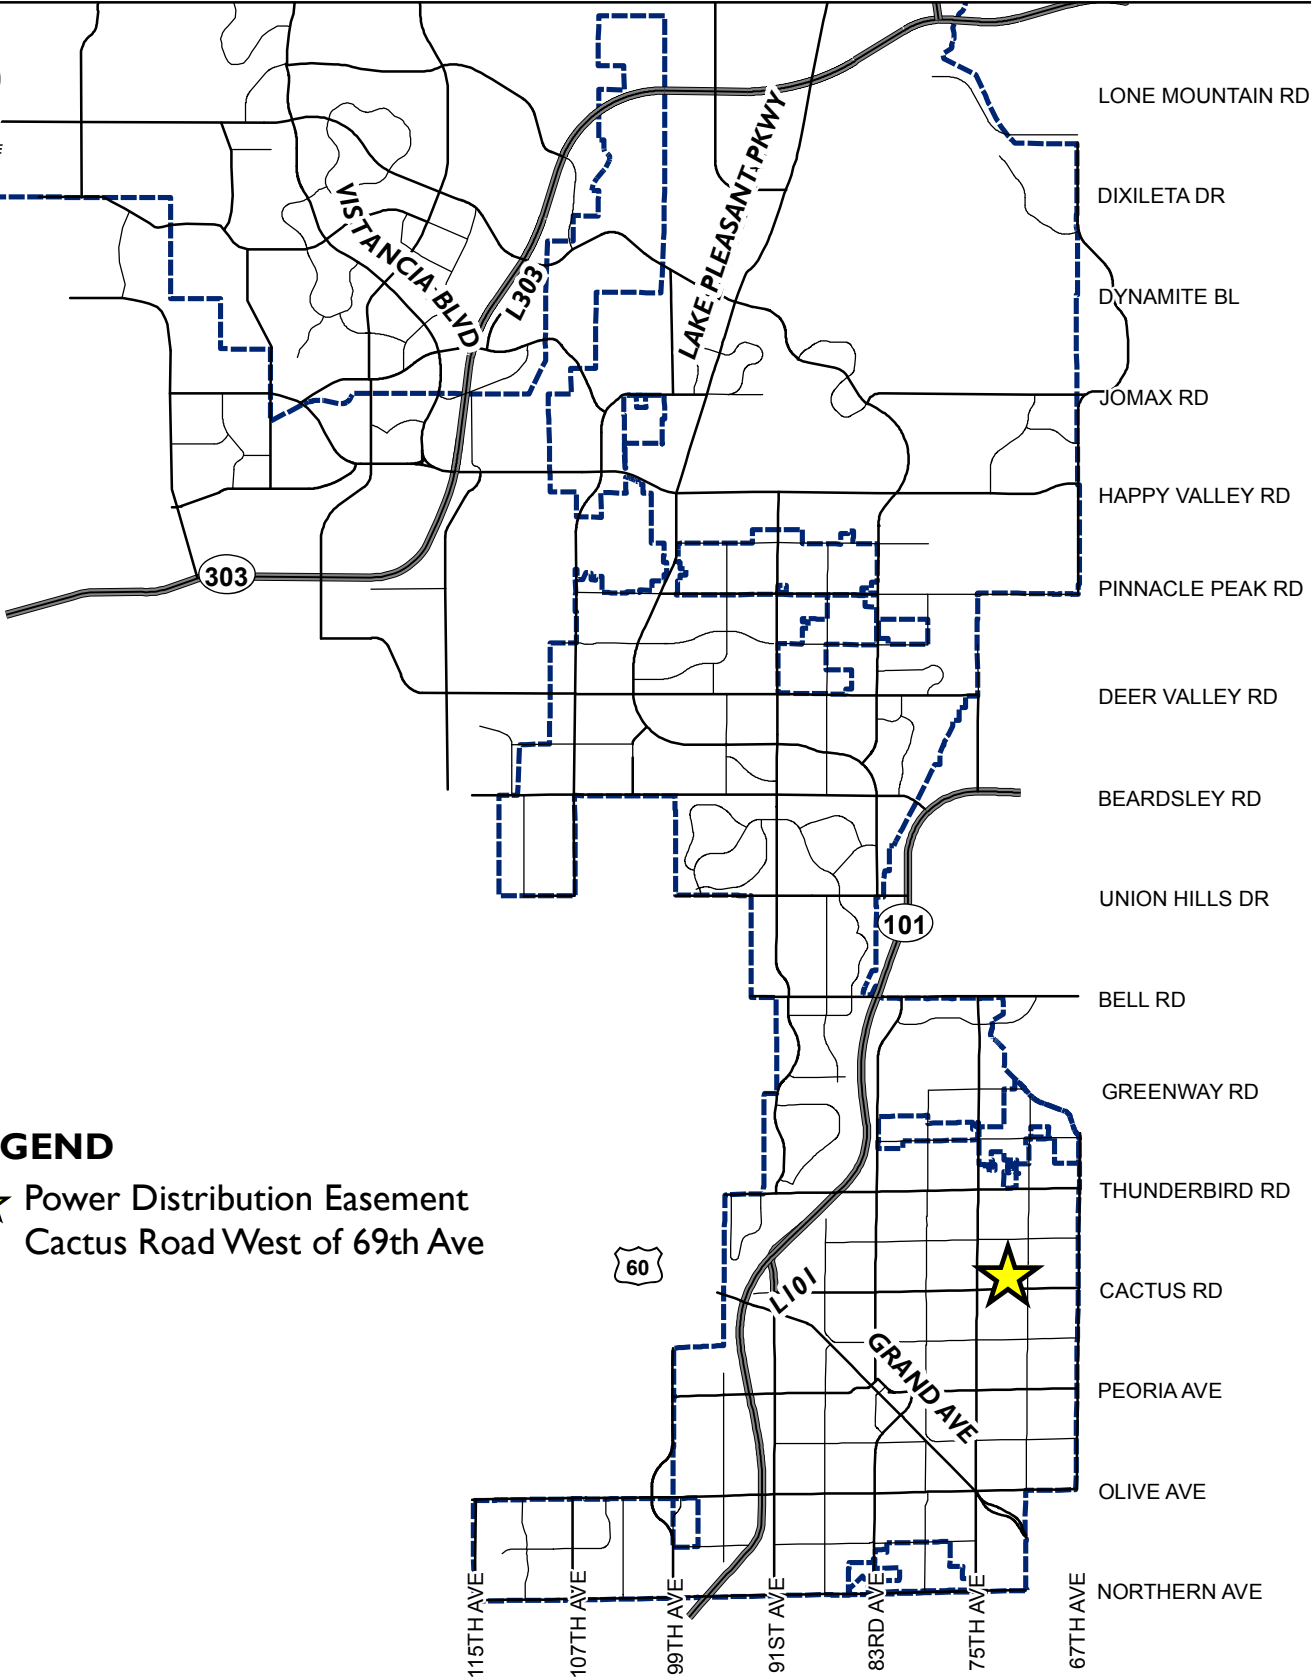 LONE MOUNTAIN RD
DIXILETA DR
DYNAMITE BL
JOMAX RD
HAPPY VALLEY RD
PINNACLE PEAK RD
DEER VALLEY RD
BEARDSLEY RD
UNION HILLS DR
BELL RD
GREENWAY RD
THUNDERBIRD RD
CACTUS RD
PEORIA AVE
OLIVE AVE
NORTHERN AVE
VISTANCIA BLVD
L303
LAKE PLEASANT PKWY
303
101
GEND
Power Distribution Easement
Cactus Road West of 69th Ave
60
L101
GRAND AVE
115TH AVE
107TH AVE
99TH AVE
91ST AVE
83RD AVE
75TH AVE
67TH AVE